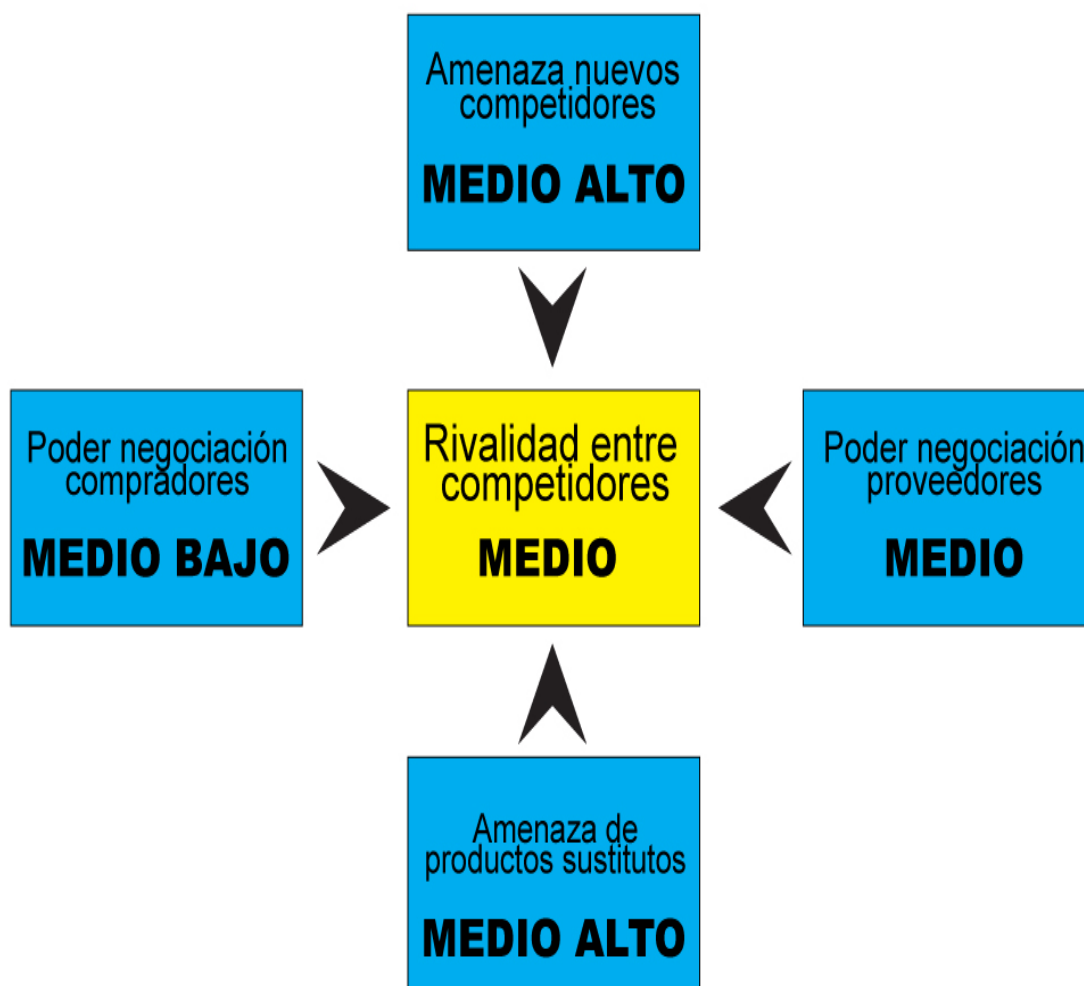 Amenaza nuevos
competidores
MEDIO ALTO
Poder negociación
compradores
MEDIO BAJO
Rivalidad entre
competidores
MEDIO
Poder negociación
proveedores
MEDIO
Amenaza de
productos sustitutos
MEDIO ALTO